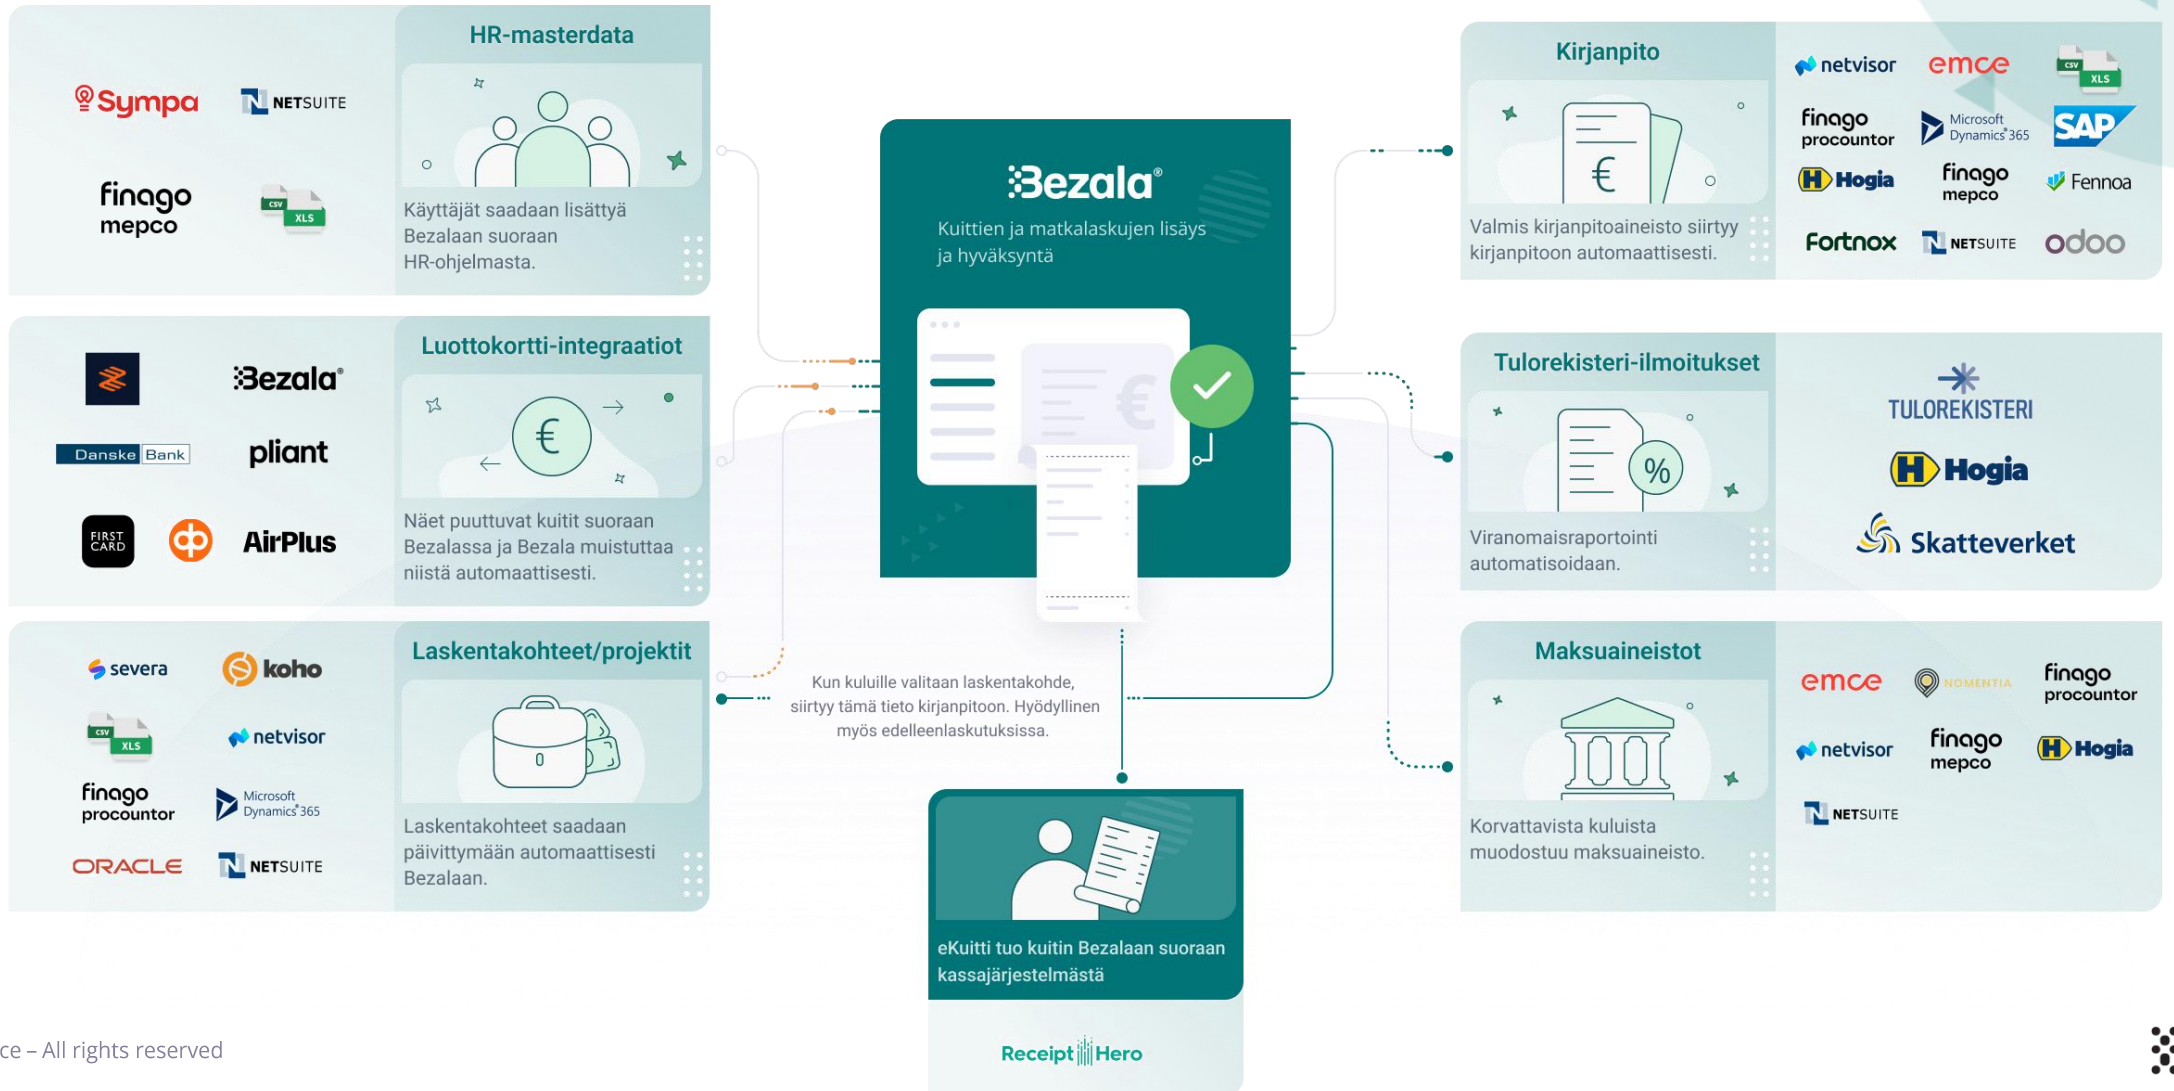 HR-masterdata
Sympa
NETSUITE
finago
mepco
CSV
XLS
Käyttäjät saadaan lisättyä
Bezalaan suoraan
HR-ohjelmasta.
Luottokortti-integraatiot
Bezala®
Danske Bank
pliant
FIRST
CARD
op
AirPlus
€
Näet puuttuvat kuitit suoraan
Bezalassa ja Bezala muistuttaa
niistä automaattisesti.
Laskentakohteet/projektit
severa
koho
CSV
XLS
netvisor
finago
procountor
Microsoft
Dynamics® 365
ORACLE
NETSUITE
Laskentakohteet saadaan
päivittymään automaattisesti
Bezalaan.
Bezala®
Kuittien ja matkalaskujen lisäys
ja hyväksyntä
€
Kun kuluille valitaan laskentakohde,
siirtyy tämä tieto kirjanpitoon. Hyödyllinen
myös edelleenlaskutuksissa.
eKuitti tuo kuitin Bezalaan suoraan
kassajärjestelmästä
Receipt Hero
Kirjanpito
€
Valmis kirjanpitoaineisto siirtyy
kirjanpitoon automaattisesti.
netvisor
emce
CSV
XLS
finago
procountor
Microsoft
Dynamics® 365
SAP
H Hogia
finago
mepco
Fennoa
Fortnox
NETSUITE
odoo
Tulorekisteri-ilmoitukset
%
Viranomaisraportointi
automatisoidaan.
TULOREKISTERI
H Hogia
Skatteverket
Maksuaineistot
Korvattavista kuluista
muodostuu maksuaineisto.
emce
NOMENTIA
finago
procountor
netvisor
finago
mepco
H Hogia
NETSUITE
ce – All rights reserved